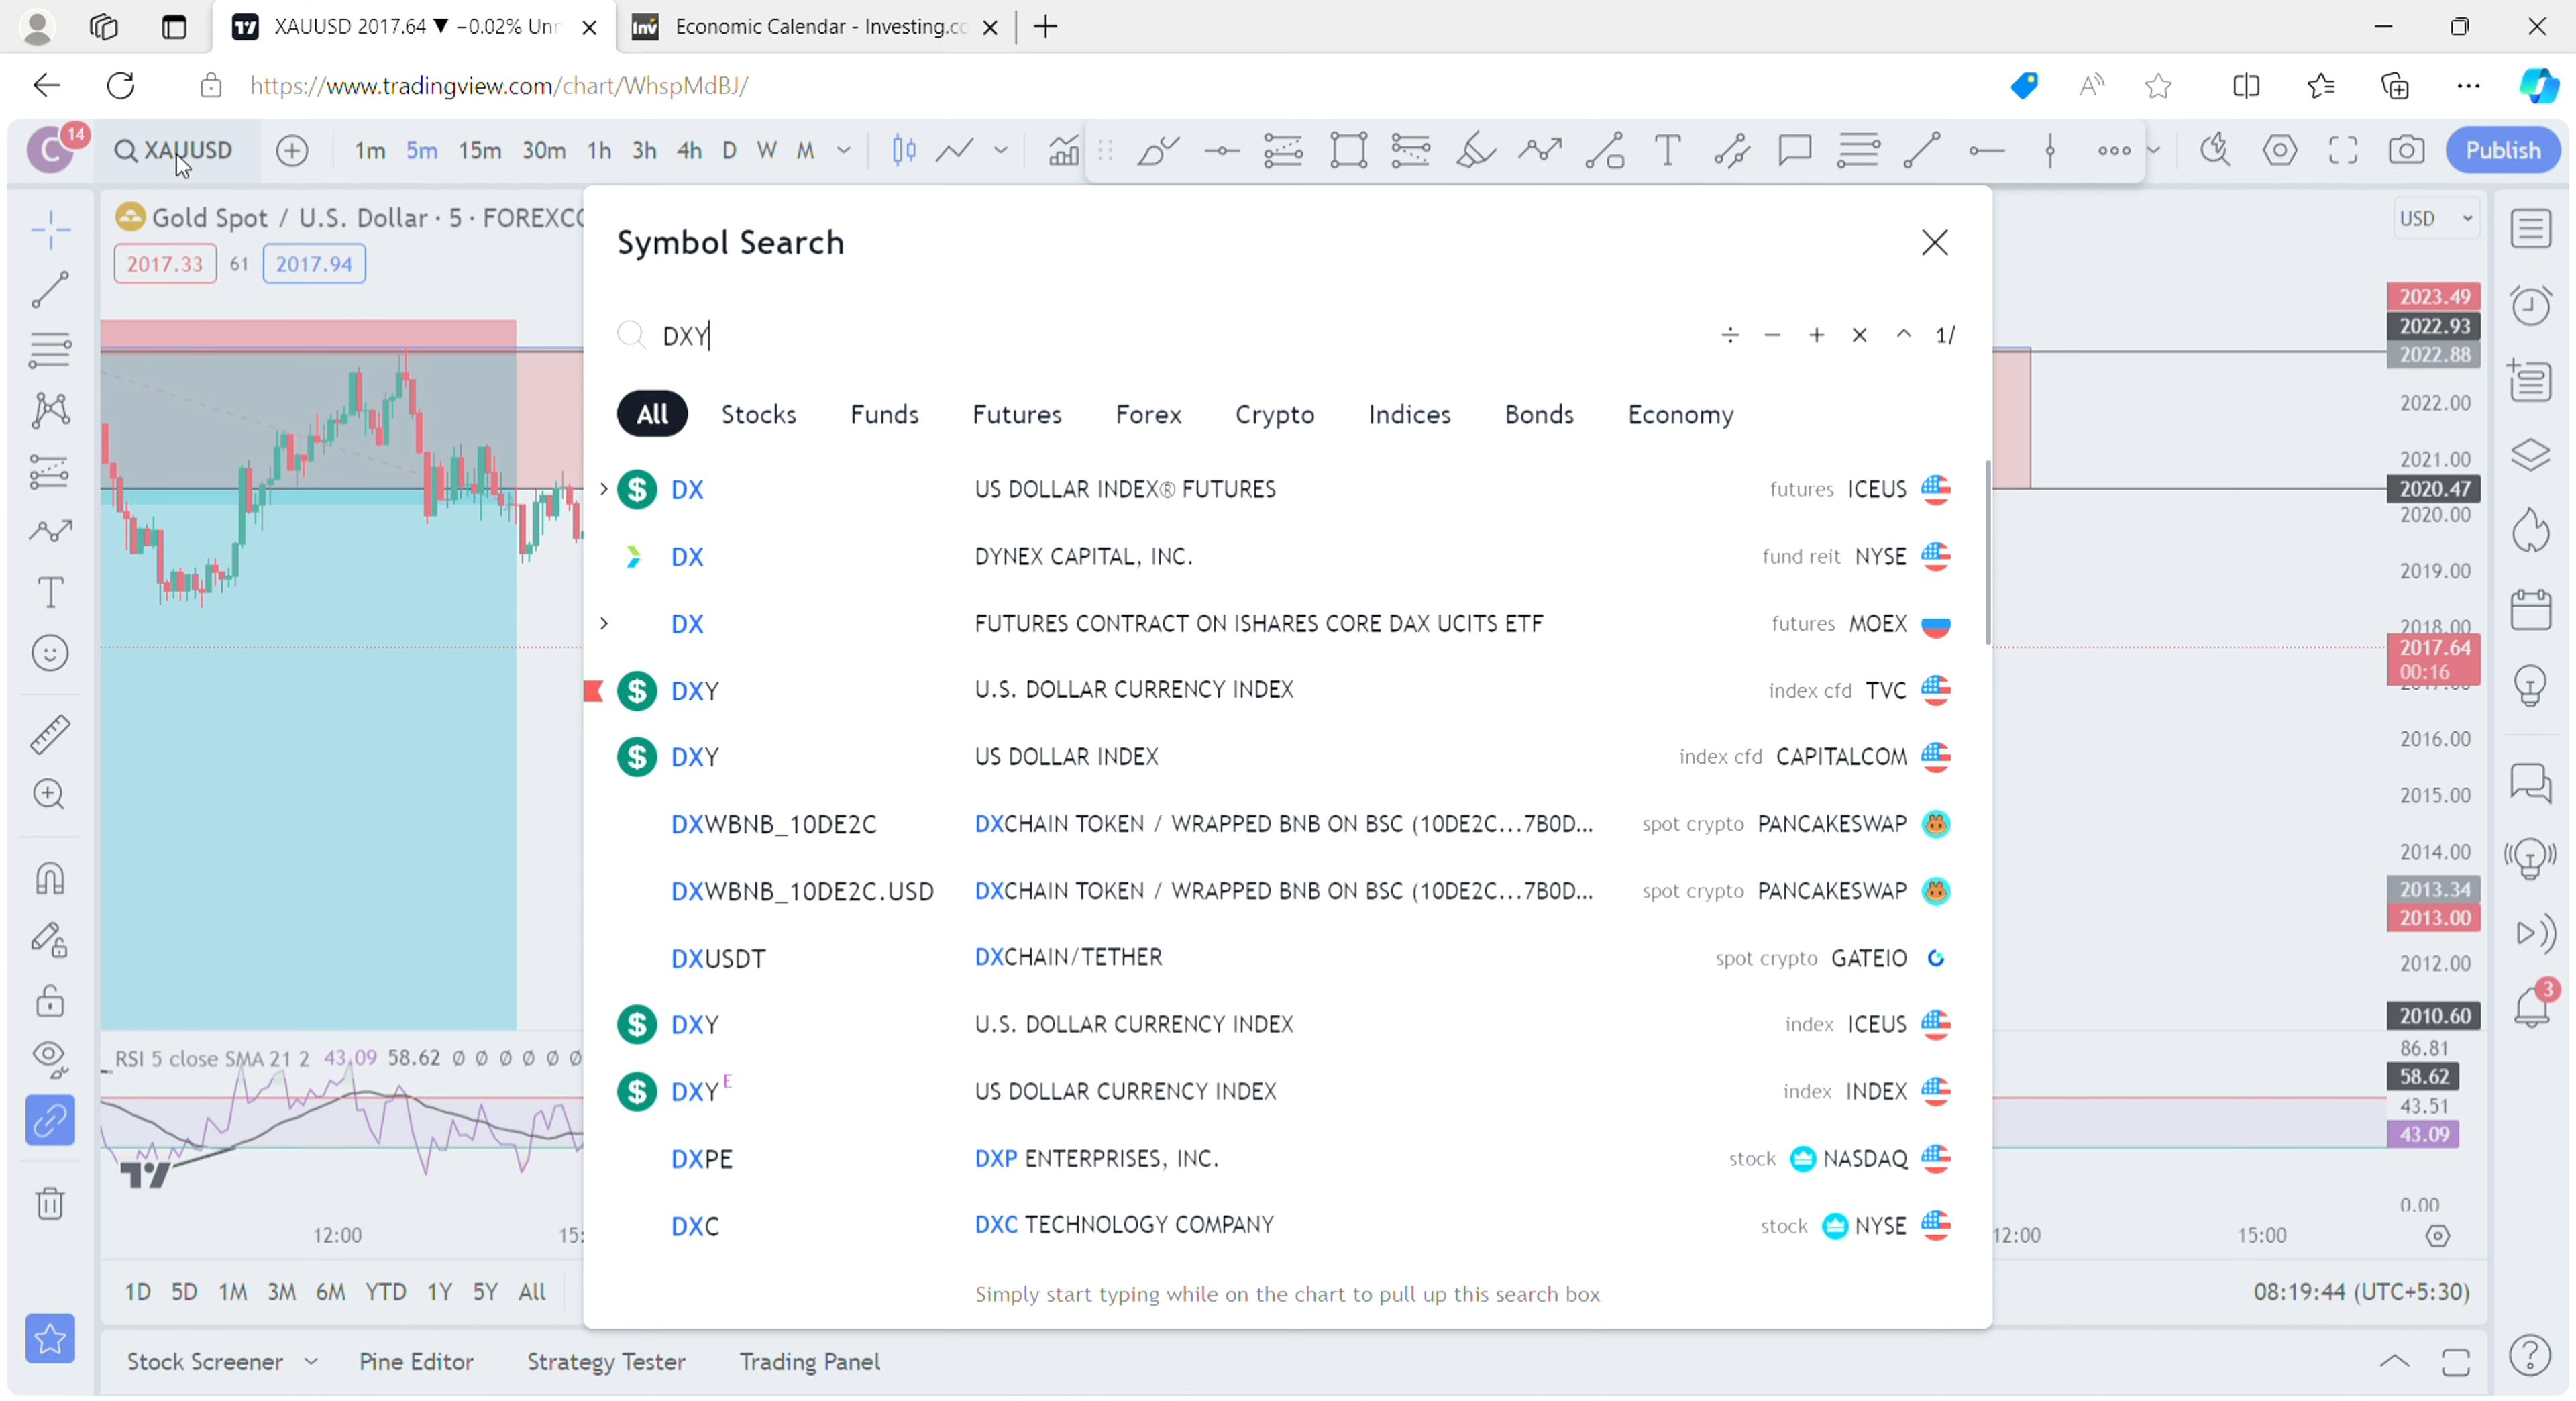 XAUUSD 2017.64 ▼ −0.02% Unn
Economic Calendar - Investing.co
https://www.tradingview.com/chart/WhspMdBJ/
C 14 XAUUSD 1m 5m 15m 30m 1h 3h 4h D W M T Publish
Gold Spot / U.S. Dollar · 5 · FOREXCO
2017.33 61 2017.94
Symbol Search
USD
DXY
÷ − + × ^ 1/
All Stocks Funds Futures Forex Crypto Indices Bonds Economy
DX US DOLLAR INDEX® FUTURES futures ICEUS
DX DYNEX CAPITAL, INC. fund reit NYSE
DX FUTURES CONTRACT ON ISHARES CORE DAX UCITS ETF futures MOEX
DXY U.S. DOLLAR CURRENCY INDEX index cfd TVC
DXY US DOLLAR INDEX index cfd CAPITALCOM
DXWBNB_10DE2C DXCHAIN TOKEN / WRAPPED BNB ON BSC (10DE2C...7B0D... spot crypto PANCAKESWAP
DXWBNB_10DE2C.USD DXCHAIN TOKEN / WRAPPED BNB ON BSC (10DE2C...7B0D... spot crypto PANCAKESWAP
DXUSDT DXCHAIN/TETHER spot crypto GATEIO
DXY U.S. DOLLAR CURRENCY INDEX index ICEUS
DXY E US DOLLAR CURRENCY INDEX index INDEX
DXPE DXP ENTERPRISES, INC. stock NASDAQ
DXC DXC TECHNOLOGY COMPANY stock NYSE
Simply start typing while on the chart to pull up this search box
2023.49
2022.93
2022.88
2022.00
2021.00
2020.47
2020.00
2019.00
2018.00
2017.64
00:16
2016.00
2015.00
2014.00
2013.34
2013.00
2012.00
2010.60
86.81
58.62
43.51
43.09
0.00
3
RSI 5 close SMA 21 2 43.09 58.62 Ø Ø Ø Ø Ø Ø
12:00 15: 12:00 15:00
1D 5D 1M 3M 6M YTD 1Y 5Y All 08:19:44 (UTC+5:30)
Stock Screener Pine Editor Strategy Tester Trading Panel